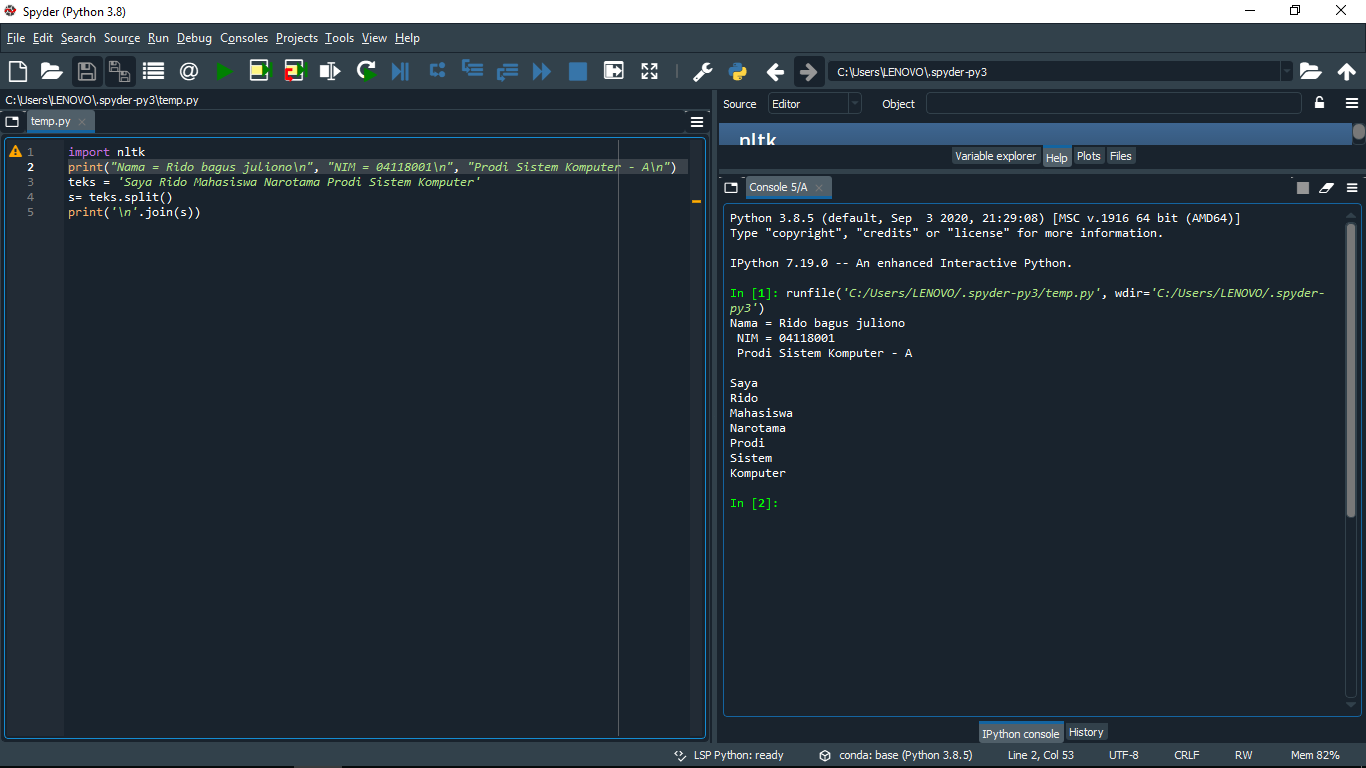 Spyder (Python 3.8)
File Edit Search Source Run Debug Consoles Projects Tools View Help
C:\Users\LENOVO\.spyder-py3
C:\Users\LENOVO\.spyder-py3\temp.py
temp.py
1 import nltk
2 print("Nama = Rido bagus juliono\n", "NIM = 04118001\n", "Prodi Sistem Komputer - A\n")
3 teks = 'Saya Rido Mahasiswa Narotama Prodi Sistem Komputer'
4 s= teks.split()
5 print('\n'.join(s))
Source Editor Object
nltk
Variable explorer Help Plots Files
Console 5/A
Python 3.8.5 (default, Sep  3 2020, 21:29:08) [MSC v.1916 64 bit (AMD64)]
Type "copyright", "credits" or "license" for more information.
IPython 7.19.0 -- An enhanced Interactive Python.
In [1]: runfile('C:/Users/LENOVO/.spyder-py3/temp.py', wdir='C:/Users/LENOVO/.spyder-
py3')
Nama = Rido bagus juliono
NIM = 04118001
Prodi Sistem Komputer - A
Saya
Rido
Mahasiswa
Narotama
Prodi
Sistem
Komputer
In [2]:
IPython console History
LSP Python: ready conda: base (Python 3.8.5) Line 2, Col 53 UTF-8 CRLF RW Mem 82%